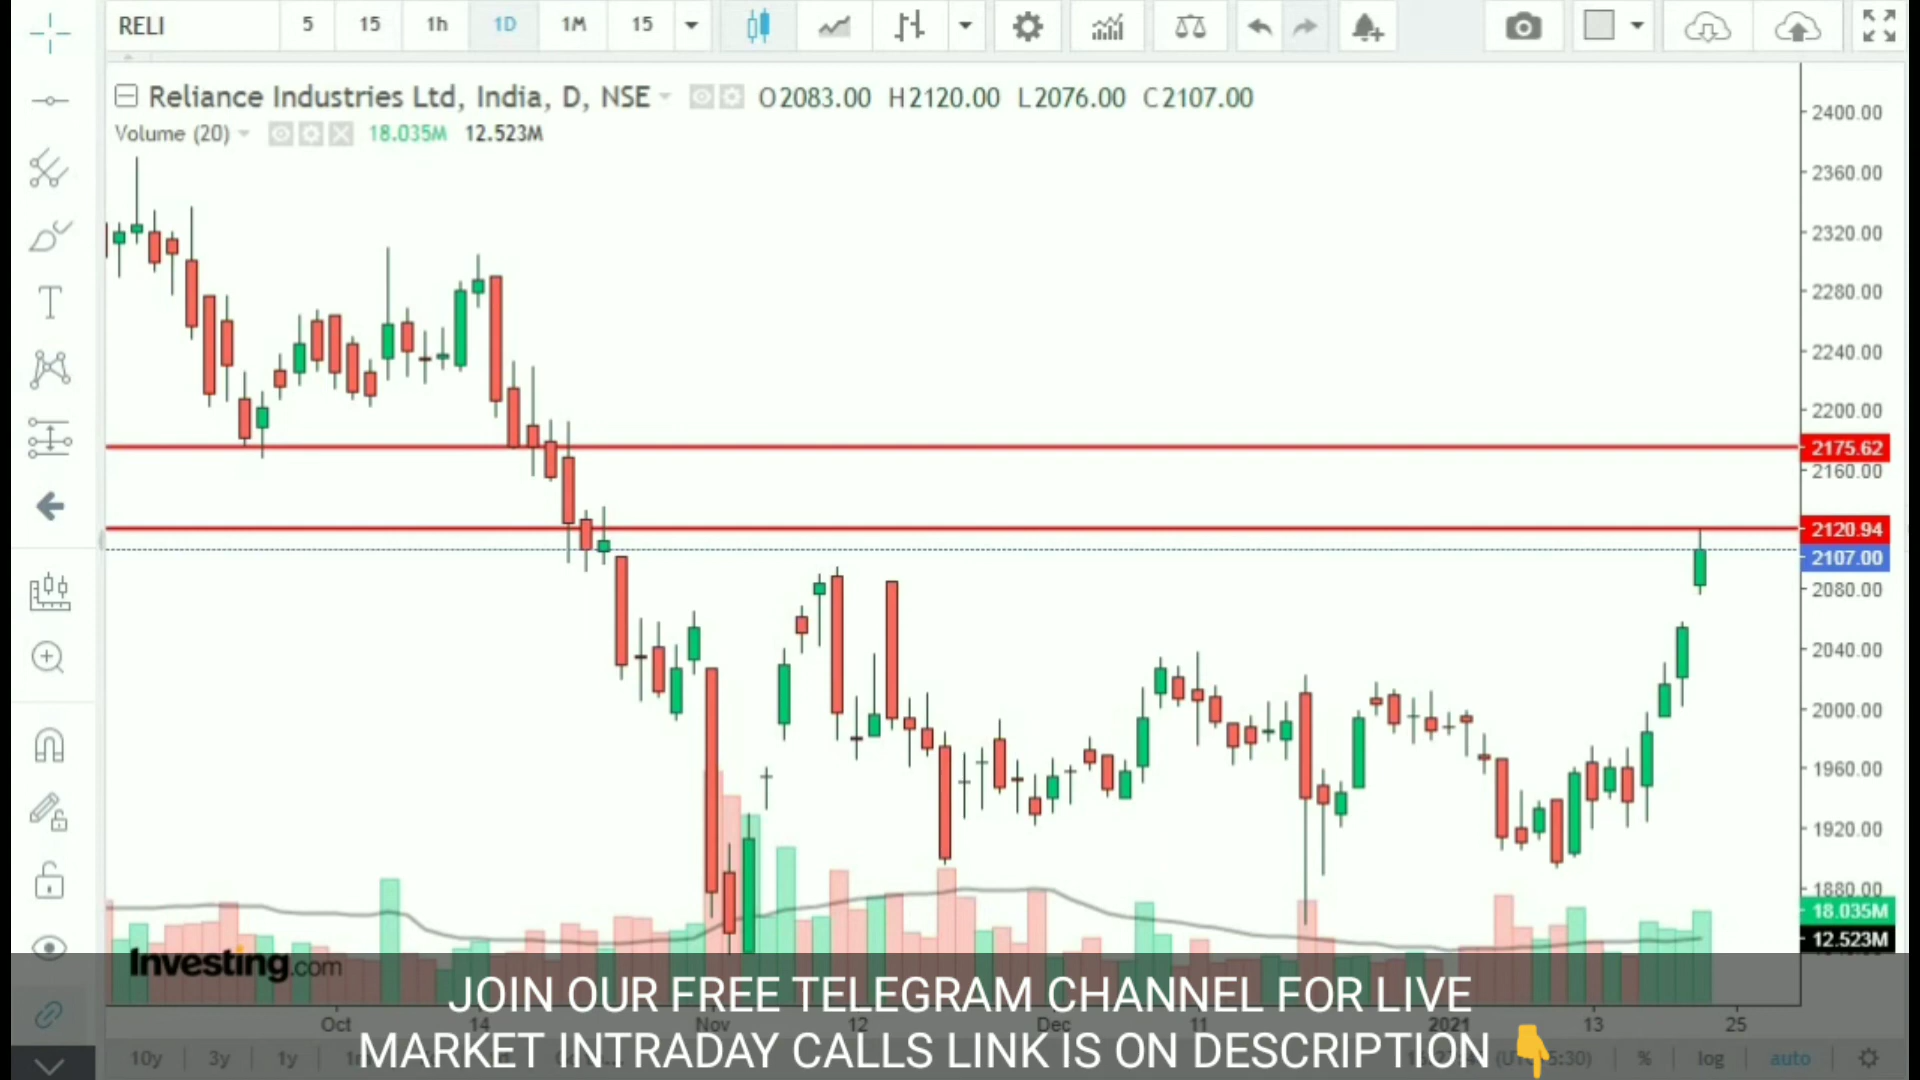 RELI 5 15 1h 1D 1M 15
Reliance Industries Ltd, India, D, NSE O2083.00 H2120.00 L2076.00 C2107.00
Volume (20) 18.035M 12.523M
2400.00
2360.00
2320.00
2280.00
2240.00
2200.00
2175.62
2160.00
2120.94
2107.00
2080.00
2040.00
2000.00
1960.00
1920.00
1880.00
18.035M
12.523M
Investing.com
JOIN OUR FREE TELEGRAM CHANNEL FOR LIVE
Oct 14 Nov 12 Dec 11 2021 13 25
MARKET INTRADAY CALLS LINK IS ON DESCRIPTION 👇
10y 3y 1y % log auto